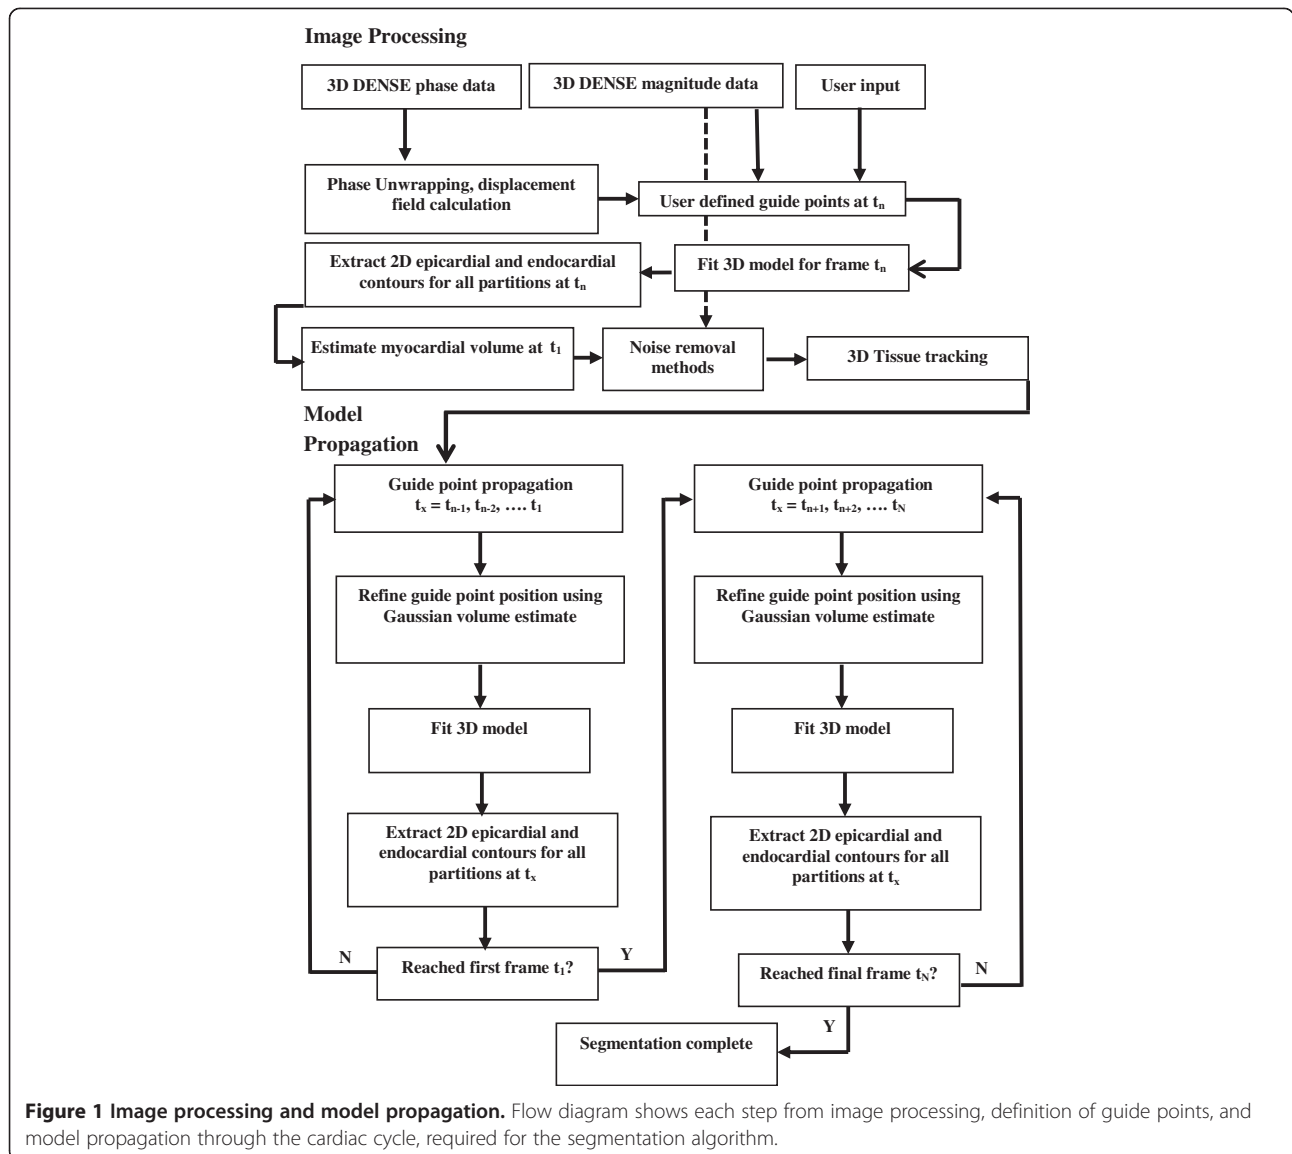 Image Processing
3D DENSE phase data
3D DENSE magnitude data
User input
Phase Unwrapping, displacement
field calculation
User defined guide points at tn
Extract 2D epicardial and endocardial
contours for all partitions at tn
Fit 3D model for frame tn
Estimate myocardial volume at t1
Noise removal
methods
3D Tissue tracking
Model
Propagation
Guide point propagation
tx = tn-1, tn-2, …. t1
Refine guide point position using
Gaussian volume estimate
Fit 3D model
Extract 2D epicardial and
endocardial contours for all
partitions at tx
N
Reached first frame t1?
Y
Guide point propagation
tx = tn+1, tn+2, …. tN
Refine guide point position using
Gaussian volume estimate
Fit 3D model
Extract 2D epicardial and
endocardial contours for all
partitions at tx
Reached final frame tN?
N
Y
Segmentation complete
Figure 1 Image processing and model propagation. Flow diagram shows each step from image processing, definition of guide points, and
model propagation through the cardiac cycle, required for the segmentation algorithm.